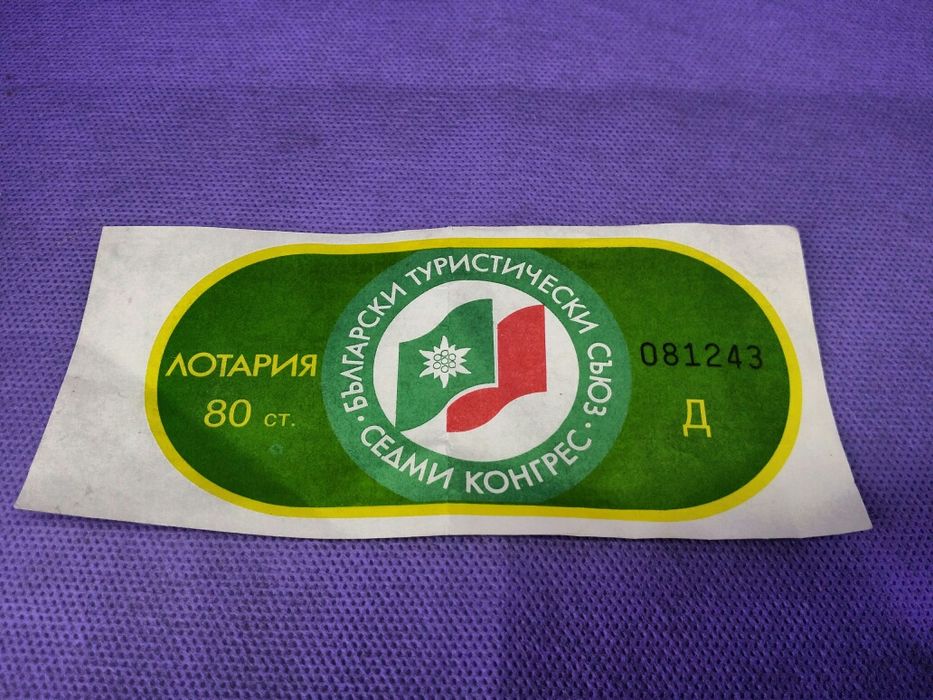 ЛОТАРИЯ
80 ст.
БЪЛГАРСКИ ТУРИСТИЧЕСКИ СЪЮЗ
• СЕДМИ КОНГРЕС •
081243
Д